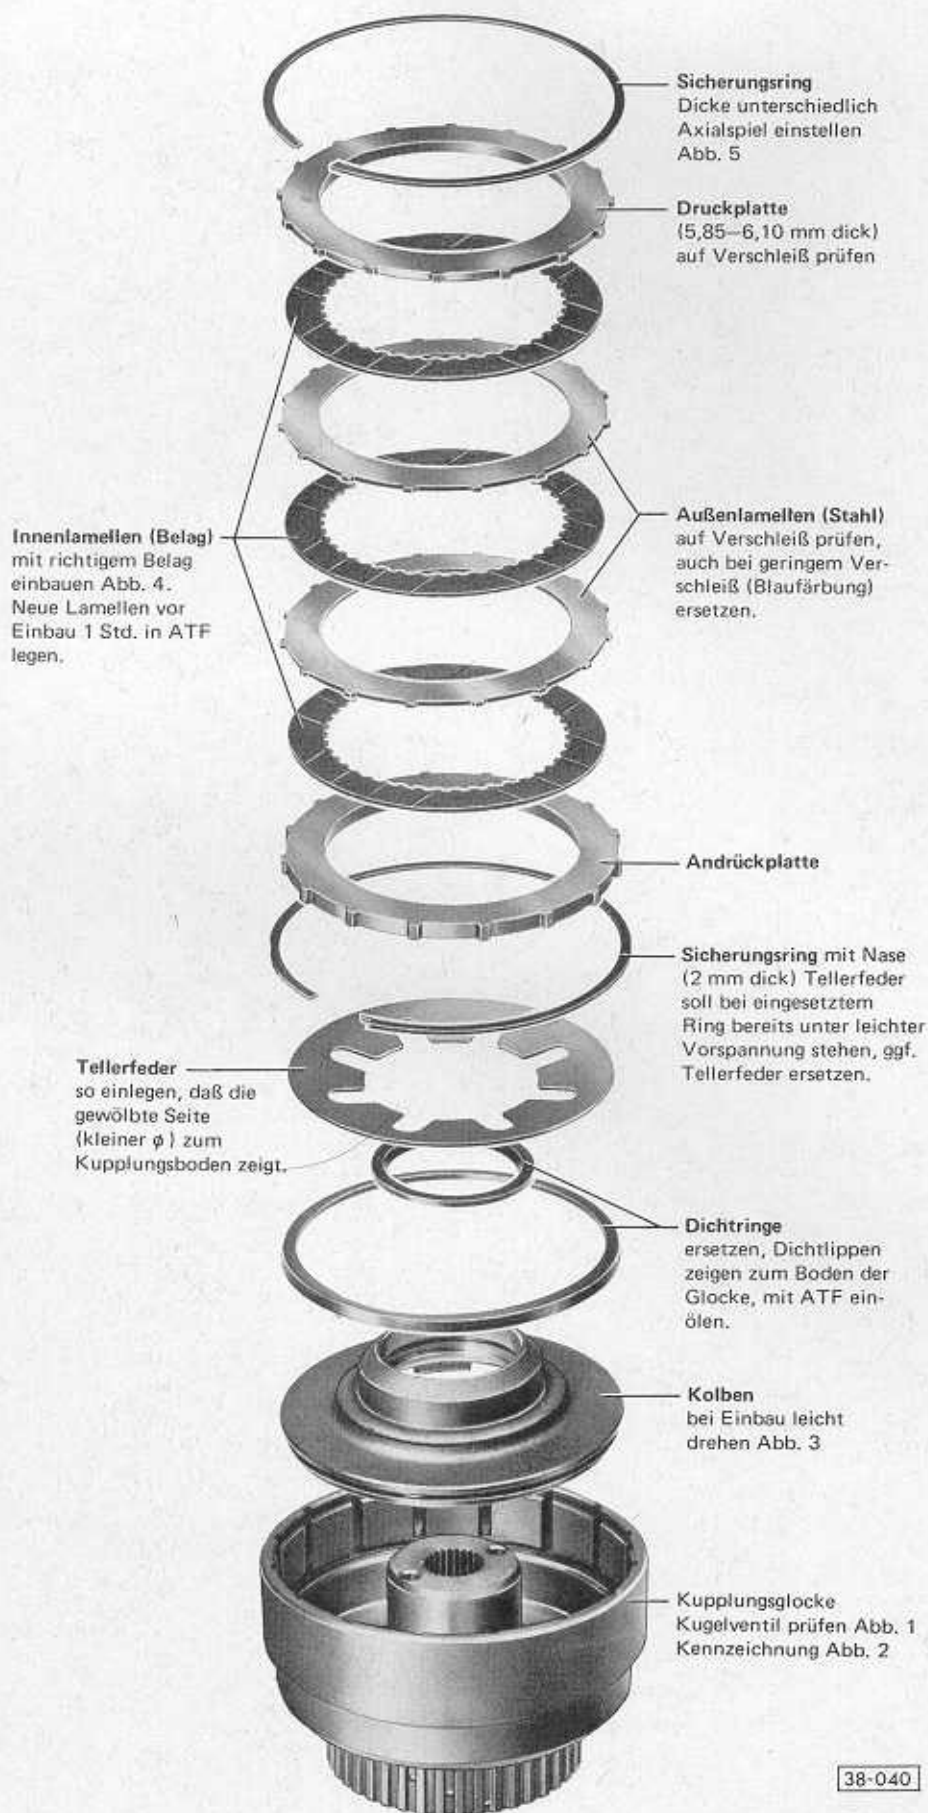 Sicherungsring
Dicke unterschiedlich
Axialspiel einstellen
Abb. 5
Druckplatte
(5,85–6,10 mm dick)
auf Verschleiß prüfen
Innenlamellen (Belag)
mit richtigem Belag
einbauen Abb. 4.
Neue Lamellen vor
Einbau 1 Std. in ATF
legen.
Außenlamellen (Stahl)
auf Verschleiß prüfen,
auch bei geringem Ver-
schleiß (Blaufärbung)
ersetzen.
Andrückplatte
Sicherungsring mit Nase
(2 mm dick) Tellerfeder
soll bei eingesetztem
Ring bereits unter leichter
Vorspannung stehen, ggf.
Tellerfeder ersetzen.
Tellerfeder
so einlegen, daß die
gewölbte Seite
(kleiner ø) zum
Kupplungsboden zeigt.
Dichtringe
ersetzen, Dichtlippen
zeigen zum Boden der
Glocke, mit ATF ein-
ölen.
Kolben
bei Einbau leicht
drehen Abb. 3
Kupplungsglocke
Kugelventil prüfen Abb. 1
Kennzeichnung Abb. 2
38-040